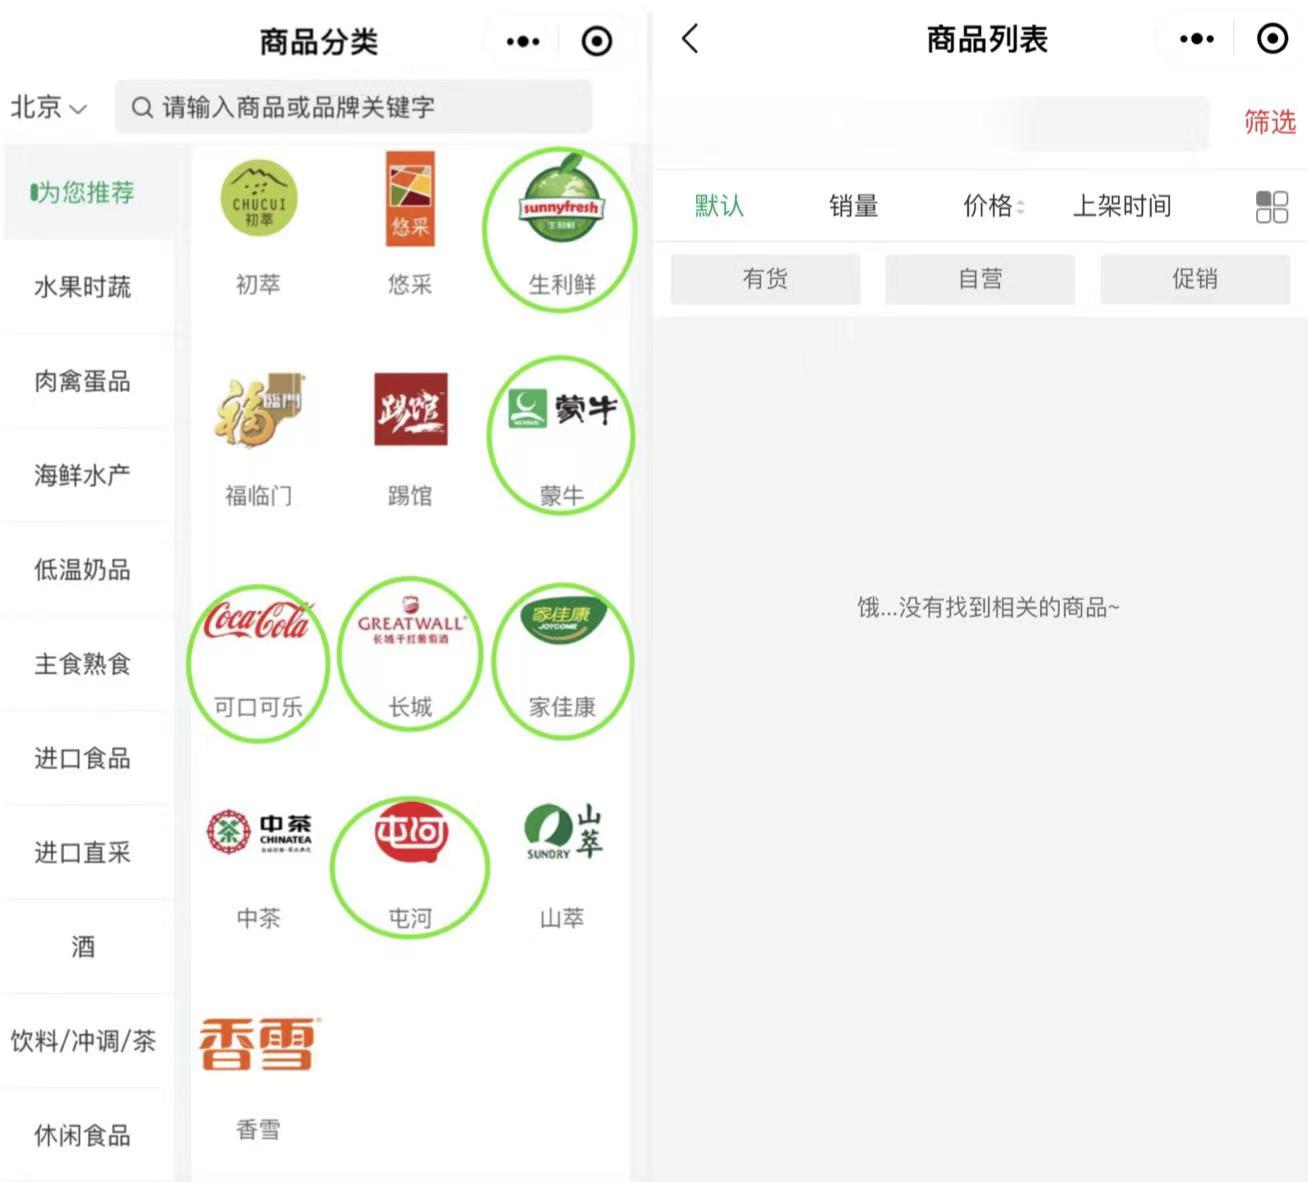 商品分类
北京
请输入商品或品牌关键字
为您推荐
水果时蔬
肉禽蛋品
海鲜水产
低温奶品
主食熟食
进口食品
进口直采
酒
饮料/冲调/茶
休闲食品
CHUCUI
初萃
初萃
悠采
悠采
sunnyfresh
生利鲜
生利鲜
福臨門
福临门
踢馆
踢馆
蒙牛
蒙牛
Coca-Cola
可口可乐
GREATWALL
长城干红葡萄酒
长城
家佳康
JOYCOME
家佳康
茶
中茶
CHINATEA
中茶
屯河
屯河
SUNDRY
山萃
山萃
香雪
香雪
商品列表
筛选
默认
销量
价格
上架时间
有货
自营
促销
饿...没有找到相关的商品~